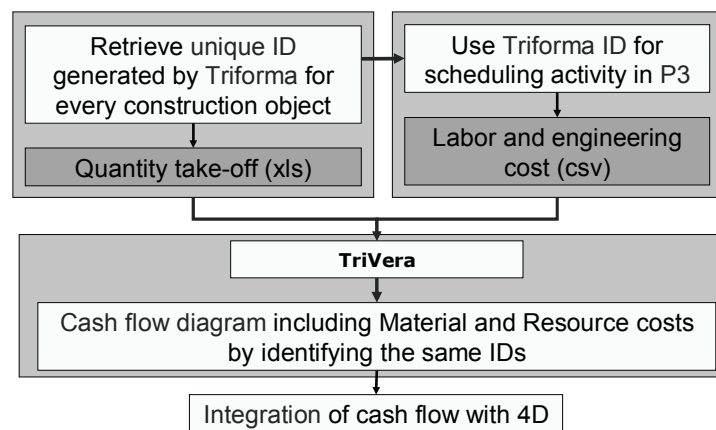 Retrieve unique ID
generated by Triforma for
every construction object
Use Triforma ID for
scheduling activity in P3
Quantity take-off (xls)
Labor and engineering
cost (csv)
TriVera
Cash flow diagram including Material and Resource costs
by identifying the same IDs
Integration of cash flow with 4D